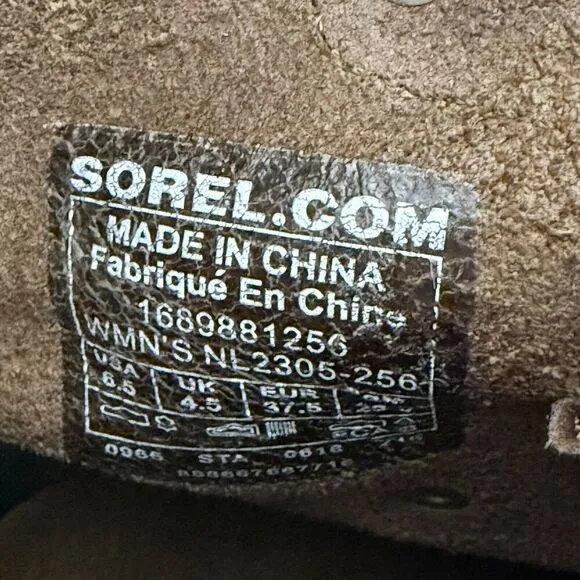 SOREL.COM
MADE IN CHINA
Fabriqué En Chine
1689881256
WMN'S NL2305-256
USA UK EUR
6.5 4.5 37.5
0966 STA 0616